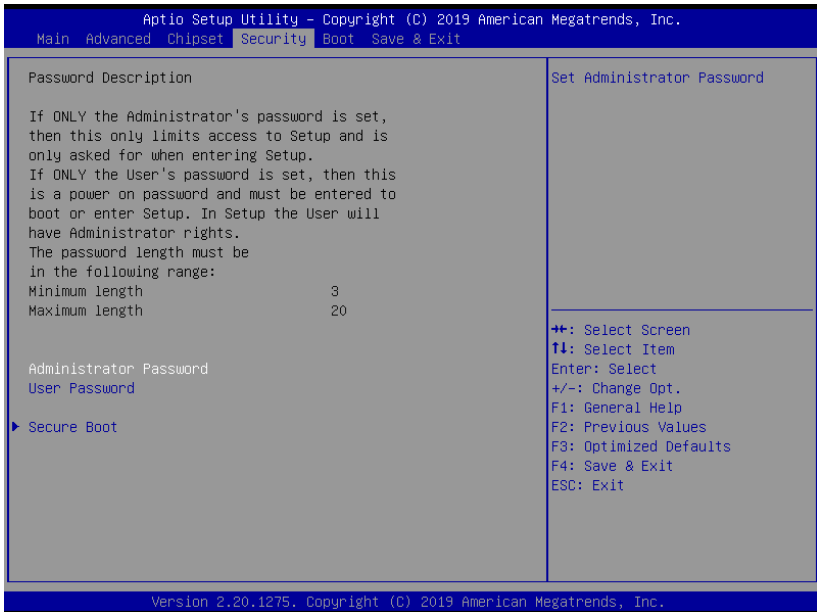 Aptio Setup Utility – Copyright (C) 2019 American Megatrends, Inc.
Main Advanced Chipset Security Boot Save & Exit
Password Description
If ONLY the Administrator's password is set,
then this only limits access to Setup and is
only asked for when entering Setup.
If ONLY the User's password is set, then this
is a power on password and must be entered to
boot or enter Setup. In Setup the User will
have Administrator rights.
The password length must be
in the following range:
Minimum length 3
Maximum length 20
Administrator Password
User Password
Secure Boot
Set Administrator Password
→←: Select Screen
↑↓: Select Item
Enter: Select
+/-: Change Opt.
F1: General Help
F2: Previous Values
F3: Optimized Defaults
F4: Save & Exit
ESC: Exit
Version 2.20.1275. Copyright (C) 2019 American Megatrends, Inc.